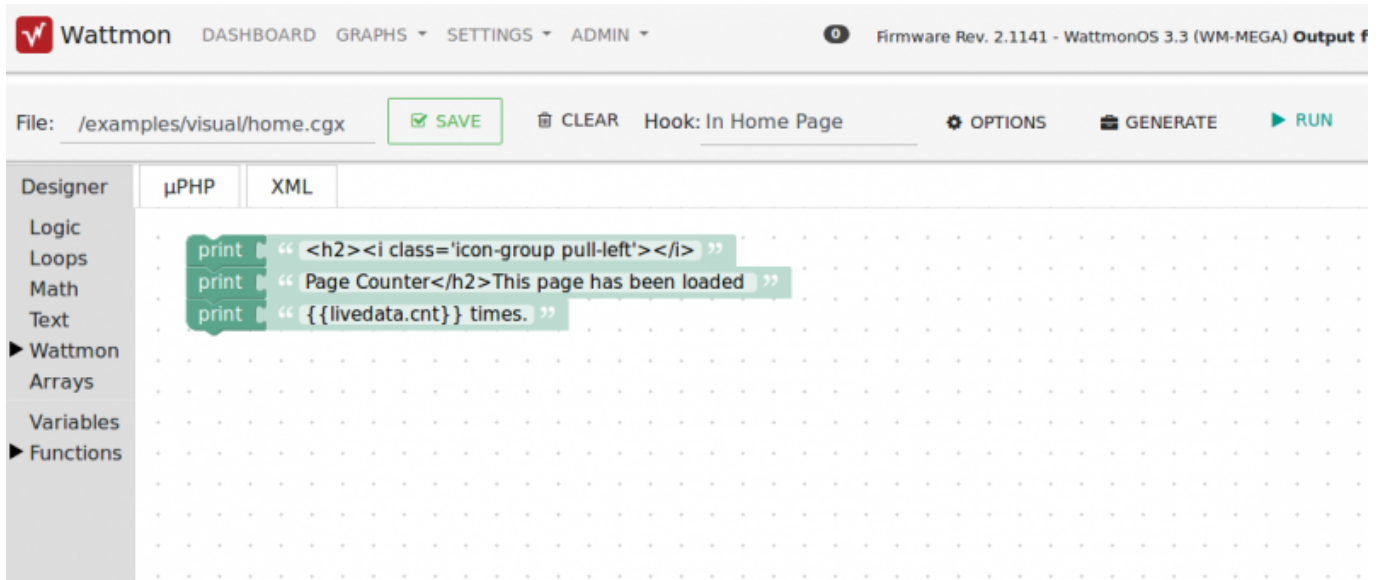 Wattmon DASHBOARD GRAPHS SETTINGS ADMIN 0 Firmware Rev. 2.1141 - WattmonOS 3.3 (WM-MEGA) Output f
File: /examples/visual/home.cgx SAVE CLEAR Hook: In Home Page OPTIONS GENERATE RUN
Designer µPHP XML
Logic
Loops
Math
Text
Wattmon
Arrays
Variables
Functions
print “ <h2><i class='icon-group pull-left'></i> ”
print “ Page Counter</h2>This page has been loaded ”
print “ {{livedata.cnt}} times. ”